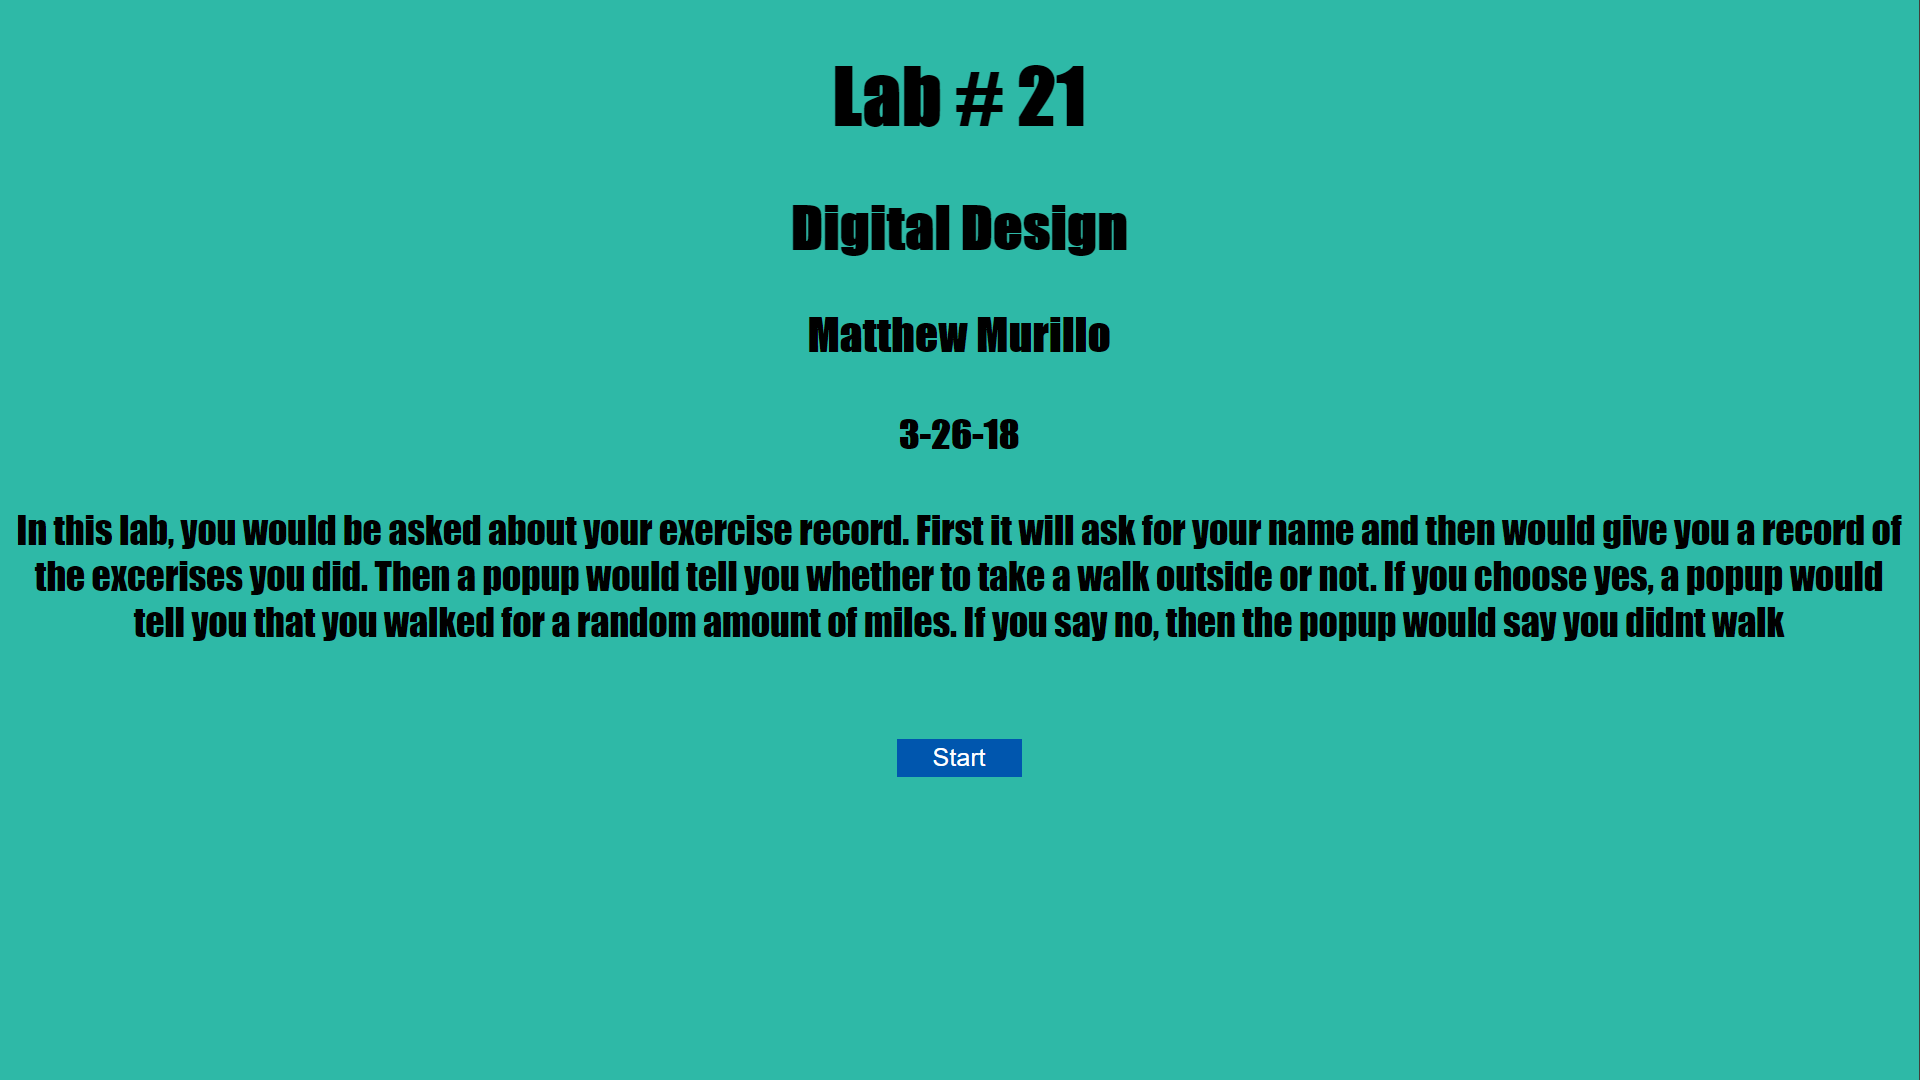 Lab # 21
Digital Design
Matthew Murillo
3-26-18
In this lab, you would be asked about your exercise record. First it will ask for your name and then would give you a record of
the excerises you did. Then a popup would tell you whether to take a walk outside or not. If you choose yes, a popup would
tell you that you walked for a random amount of miles. If you say no, then the popup would say you didnt walk
Start